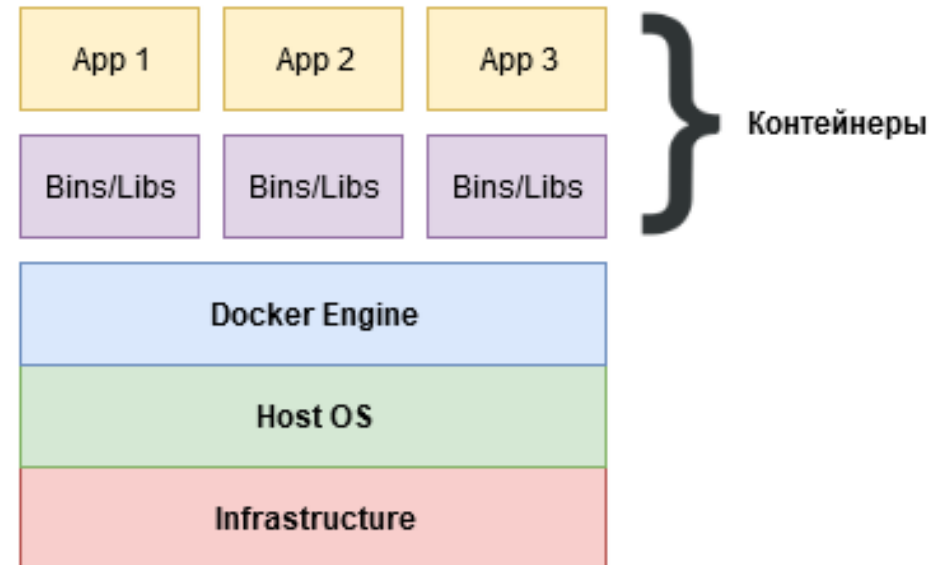 App 1
App 2
App 3
Контейнеры
Bins/Libs
Bins/Libs
Bins/Libs
Docker Engine
Host OS
Infrastructure